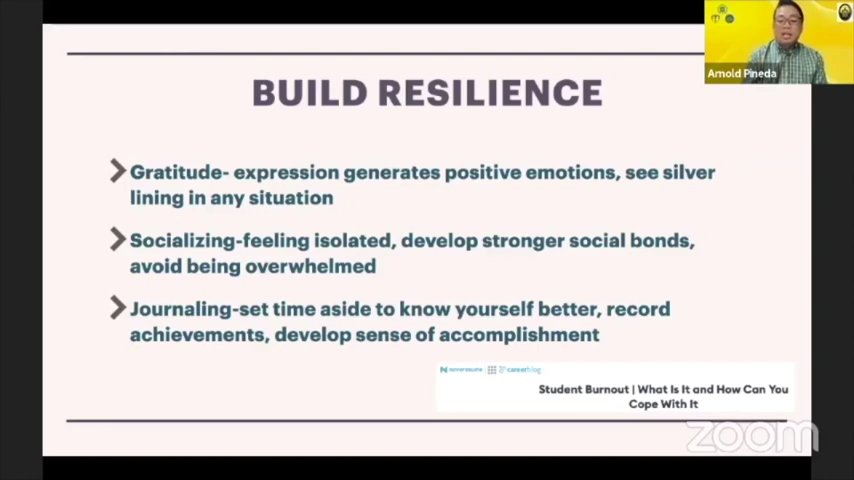 Arnold Pineda
BUILD RESILIENCE
Gratitude- expression generates positive emotions, see silver
lining in any situation
Socializing-feeling isolated, develop stronger social bonds,
avoid being overwhelmed
Journaling-set time aside to know yourself better, record
achievements, develop sense of accomplishment
careerblog
Student Burnout | What Is It and How Can You
Cope With It
zoom